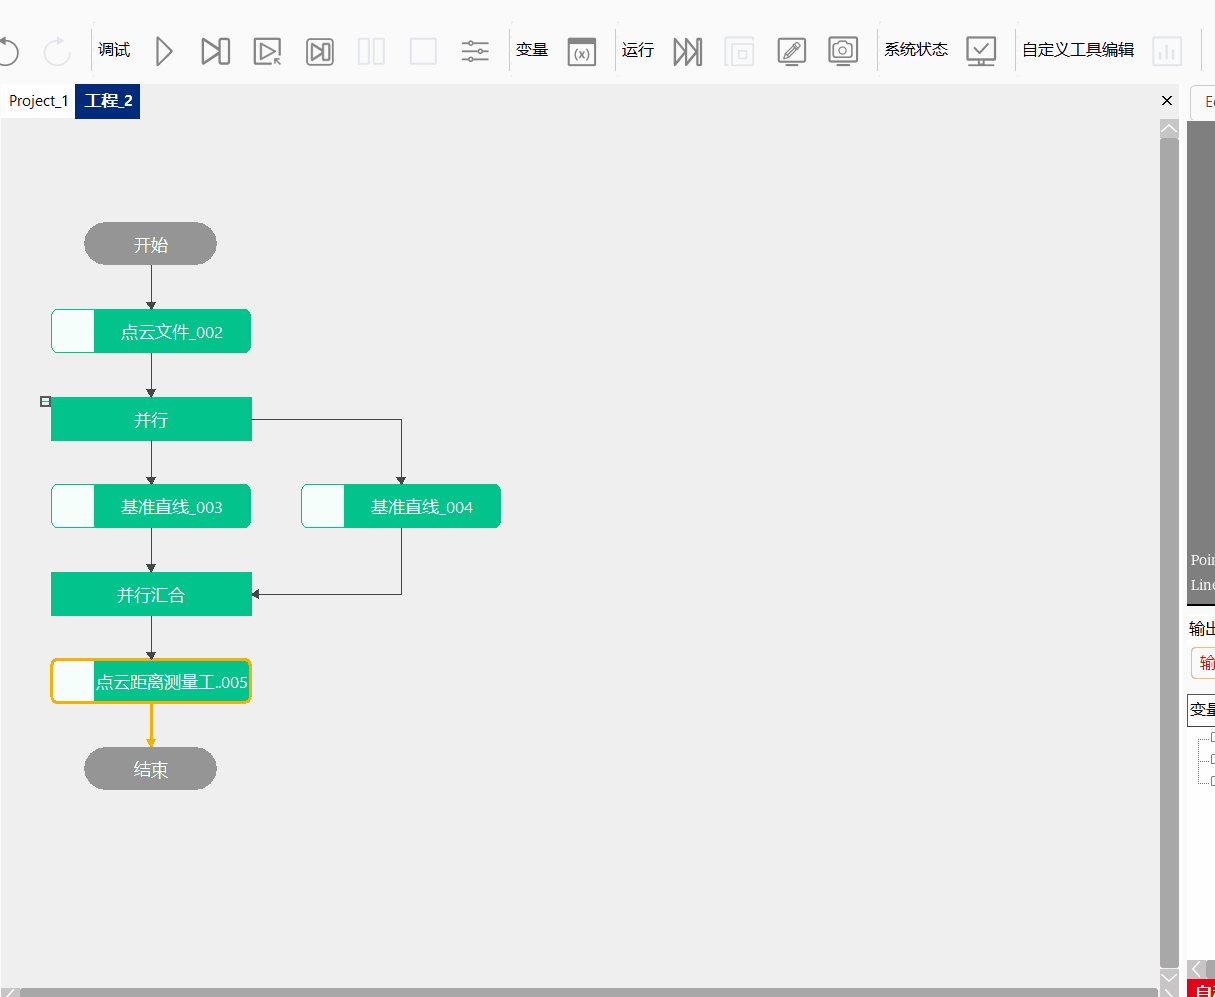 调试
变量
运行
系统状态
自定义工具编辑
Project_1
工程_2
开始
点云文件_002
并行
基准直线_003
基准直线_004
并行汇合
点云距离测量工..005
结束
Poin
Line
输出
输
变量